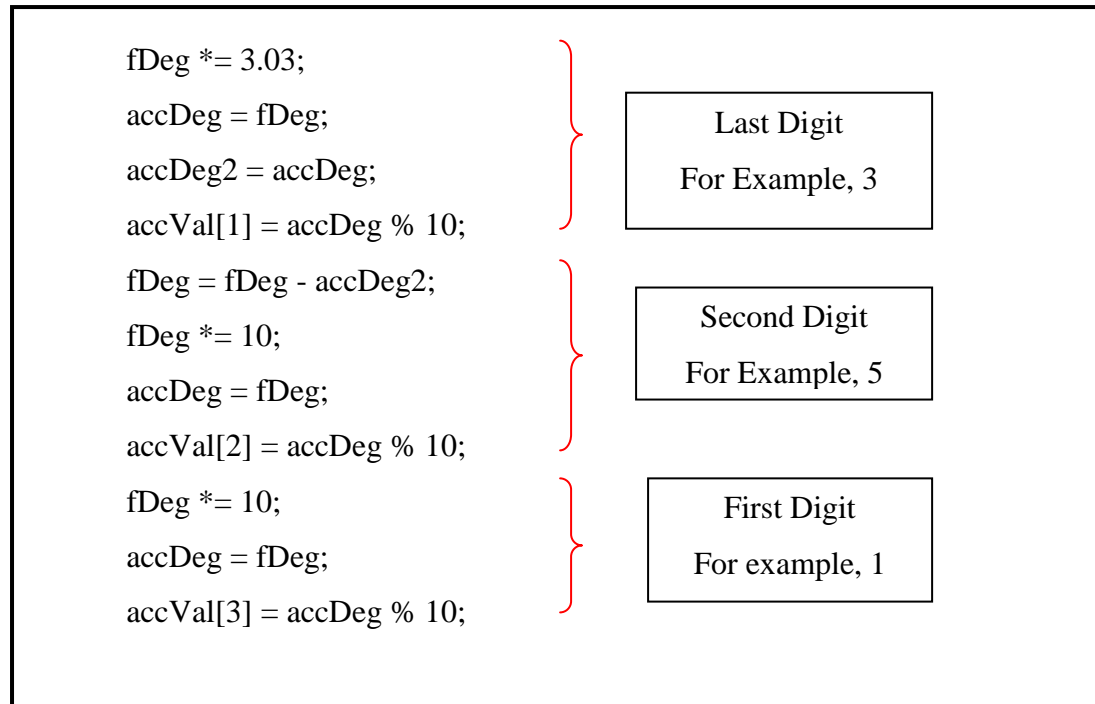 fDeg *= 3.03;
accDeg = fDeg;
accDeg2 = accDeg;
accVal[1] = accDeg % 10;
Last Digit
For Example, 3
fDeg = fDeg - accDeg2;
fDeg *= 10;
accDeg = fDeg;
accVal[2] = accDeg % 10;
Second Digit
For Example, 5
fDeg *= 10;
accDeg = fDeg;
accVal[3] = accDeg % 10;
First Digit
For example, 1